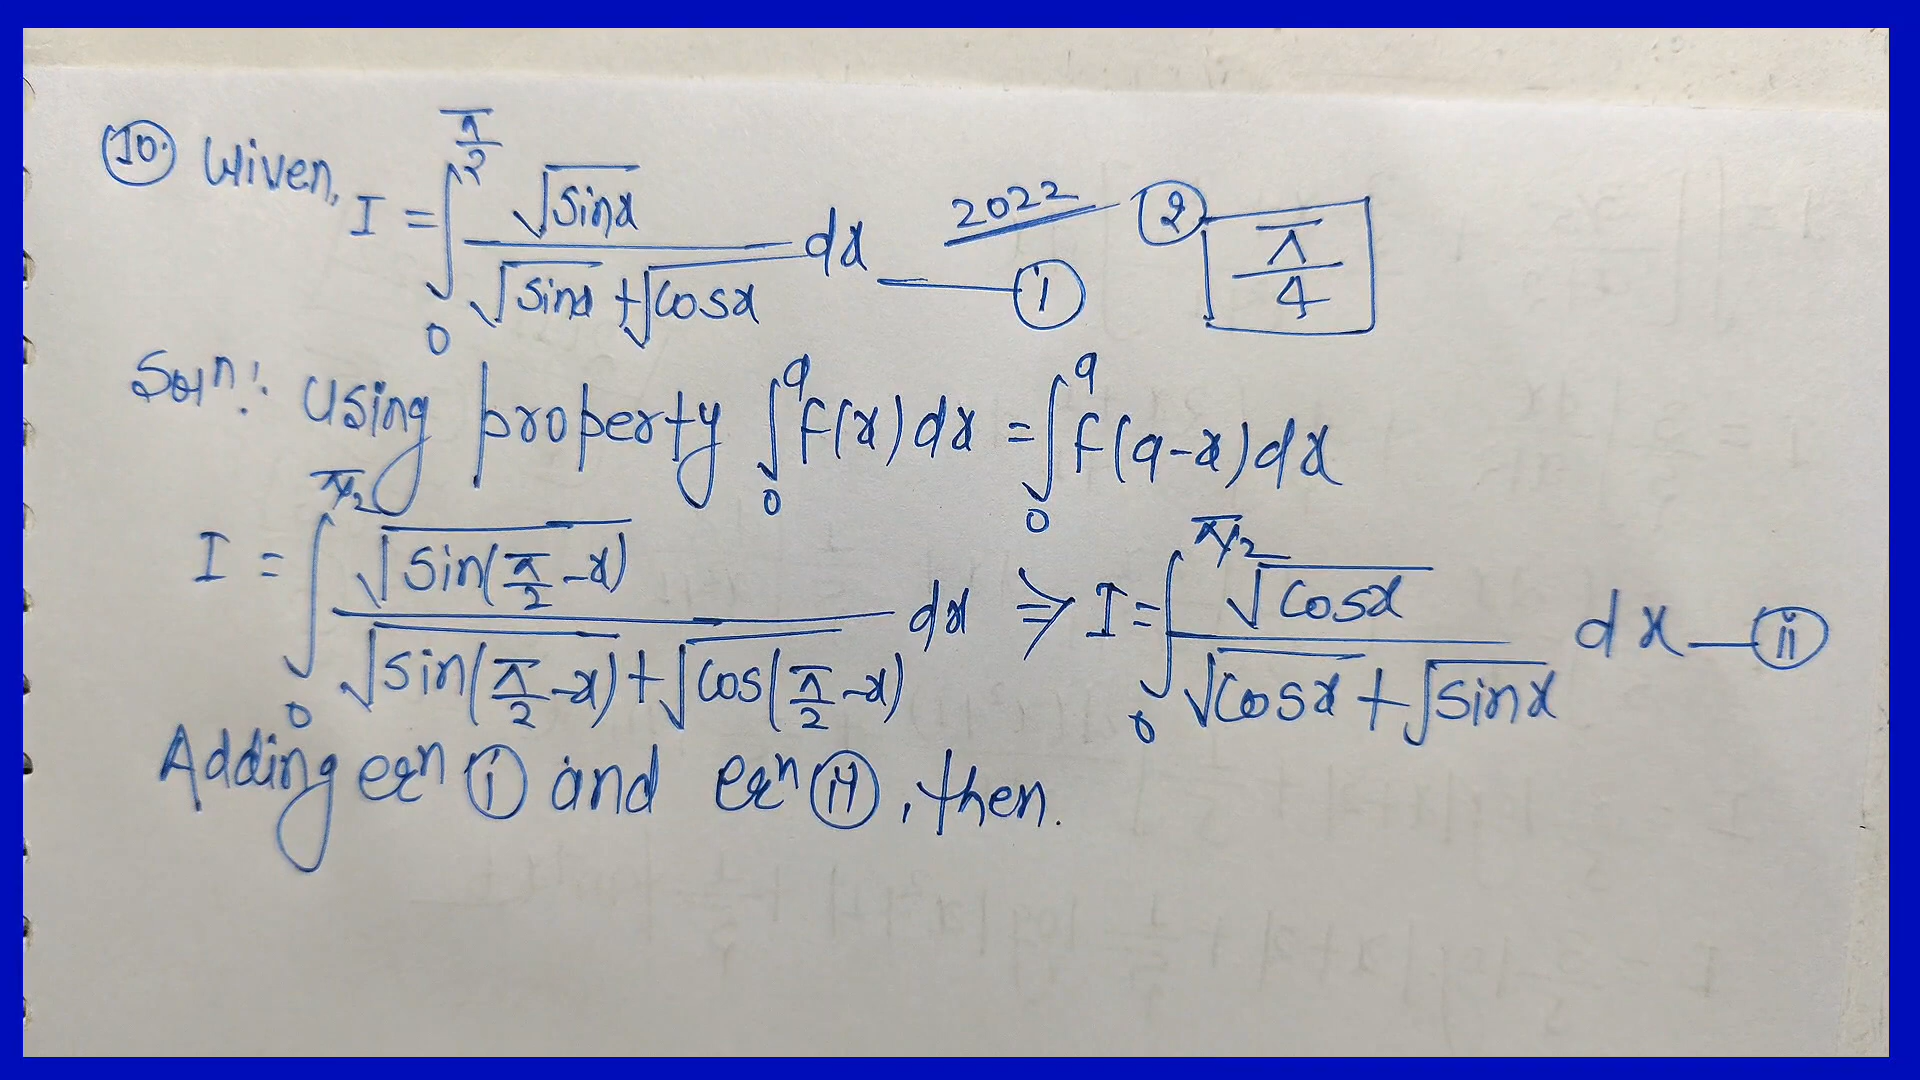 10. Given, I = ∫₀^(π/2) √sinx / (√sinx + √cosx) dx — (i) 2022 (2) π/4
Solⁿ: Using property ∫₀^a f(x)dx = ∫₀^a f(a-x)dx
I = ∫₀^(π/2) √sin(π/2 -x) / (√sin(π/2 -x) + √cos(π/2 -x)) dx ⇒ I = ∫₀^(π/2) √cosx / (√cosx + √sinx) dx — (ii)
Adding eqⁿ (i) and eqⁿ (ii), then.